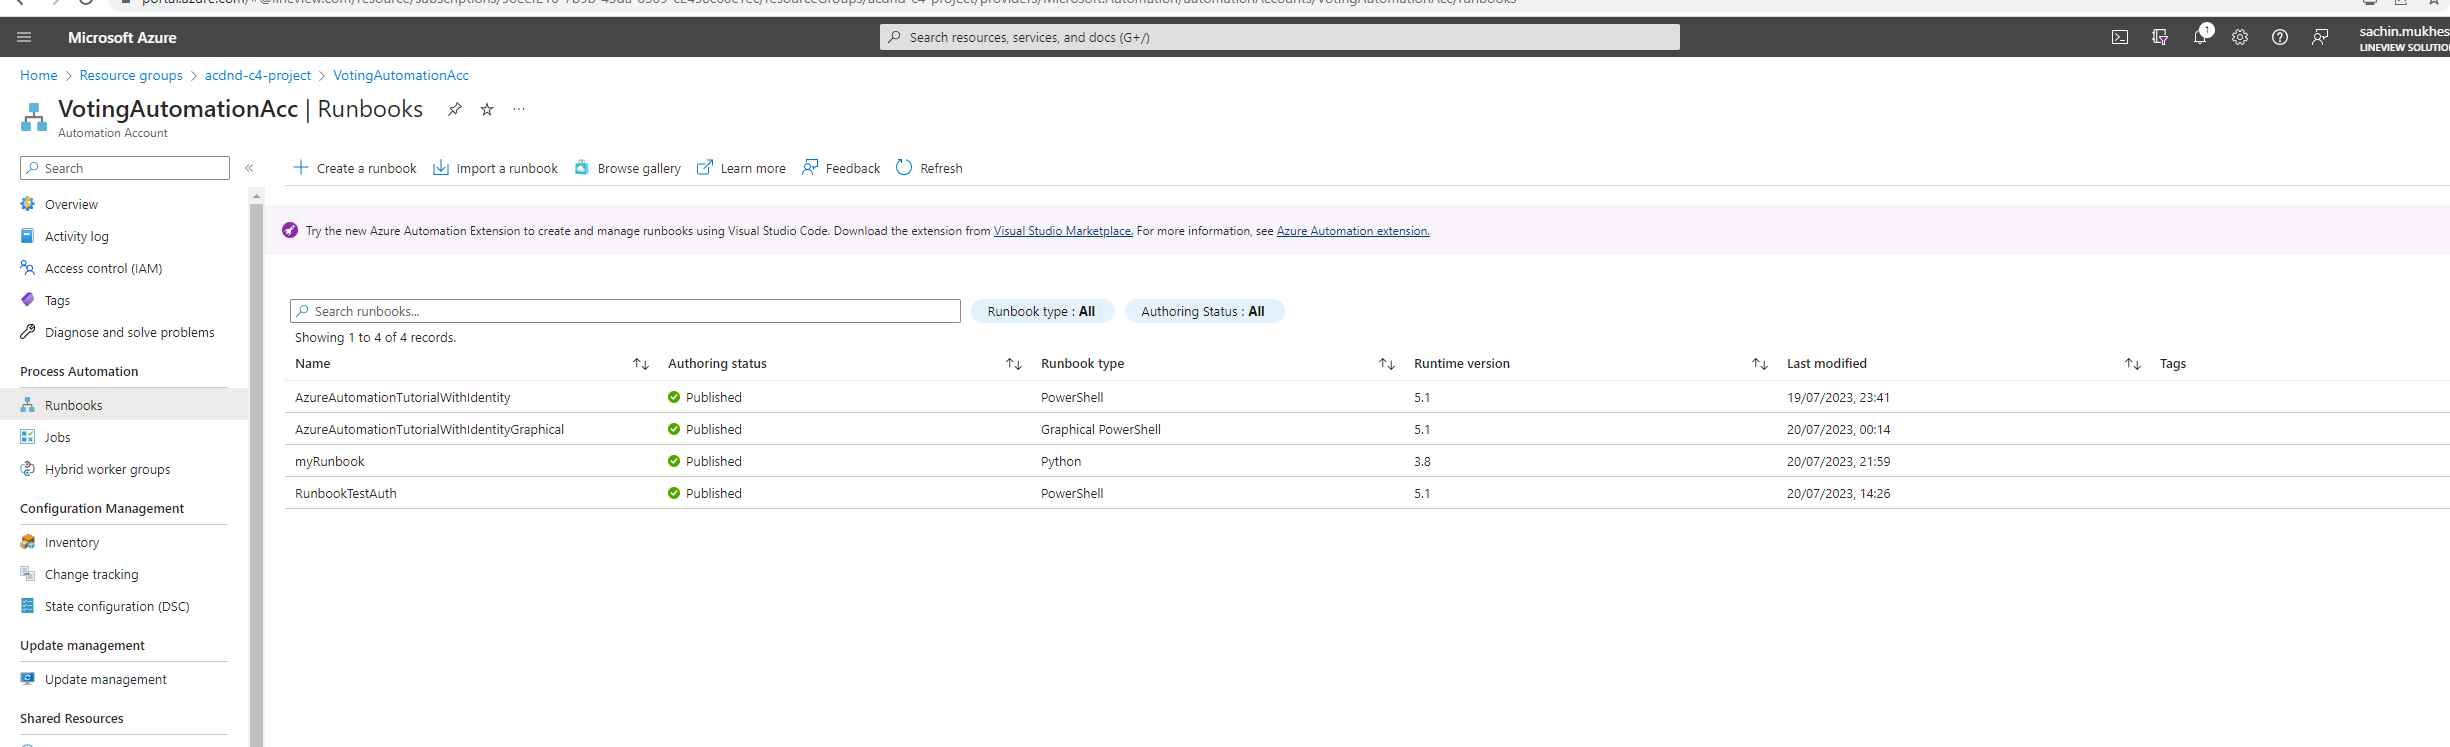 Microsoft Azure
Search resources, services, and docs (G+/)
1
sachin.mukhes
LINEVIEW SOLUTIO
Home > Resource groups > acdnd-c4-project > VotingAutomationAcc
VotingAutomationAcc | Runbooks
Automation Account
Search
Create a runbook Import a runbook Browse gallery Learn more Feedback Refresh
Overview
Activity log
Access control (IAM)
Tags
Diagnose and solve problems
Process Automation
Runbooks
Jobs
Hybrid worker groups
Configuration Management
Inventory
Change tracking
State configuration (DSC)
Update management
Update management
Shared Resources
Try the new Azure Automation Extension to create and manage runbooks using Visual Studio Code. Download the extension from Visual Studio Marketplace. For more information, see Azure Automation extension.
Search runbooks...
Runbook type : All
Authoring Status : All
Showing 1 to 4 of 4 records.
Name Authoring status Runbook type Runtime version Last modified Tags
AzureAutomationTutorialWithIdentity Published PowerShell 5.1 19/07/2023, 23:41
AzureAutomationTutorialWithIdentityGraphical Published Graphical PowerShell 5.1 20/07/2023, 00:14
myRunbook Published Python 3.8 20/07/2023, 21:59
RunbookTestAuth Published PowerShell 5.1 20/07/2023, 14:26